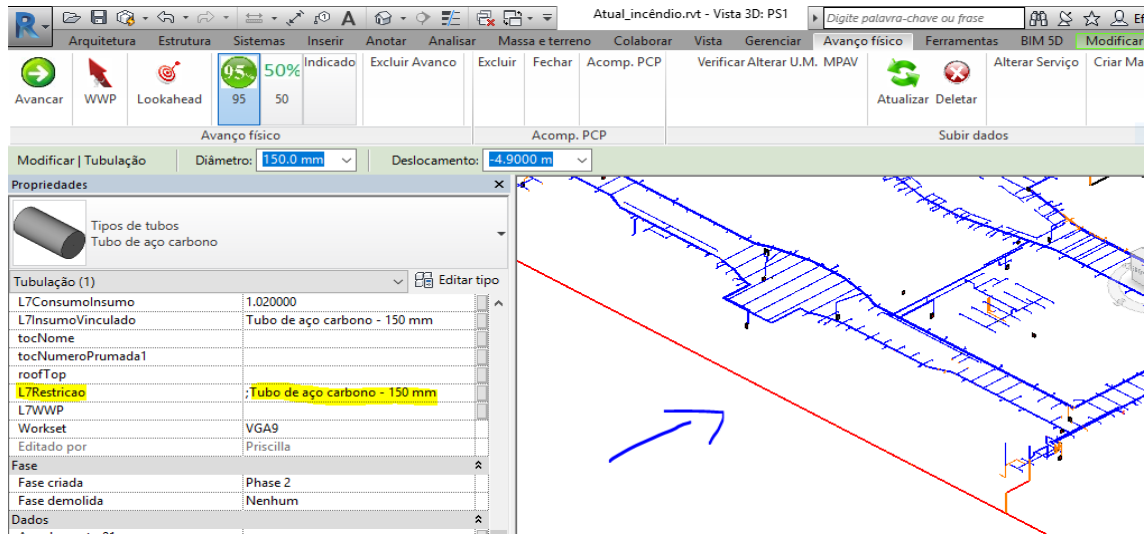 R
Atual_incêndio.rvt - Vista 3D: PS1
Digite palavra-chave ou frase
Arquitetura Estrutura Sistemas Inserir Anotar Analisar Massa e terreno Colaborar Vista Gerenciar Avanço físico Ferramentas BIM 5D Modificar
Avancar
WWP
Lookahead
95%
95
50%
50
Indicado
Excluir Avanco
Excluir
Fechar
Acomp. PCP
Verificar Alterar U.M. MPAV
Atualizar
Deletar
Alterar Serviço
Criar Ma
Avanço físico
Acomp. PCP
Subir dados
Modificar | Tubulação
Diâmetro: 150.0 mm
Deslocamento: -4.9000 m
Propriedades
Tipos de tubos
Tubo de aço carbono
Tubulação (1)
Editar tipo
L7ConsumoInsumo 1.020000
L7InsumoVinculado Tubo de aço carbono - 150 mm
tocNome
tocNumeroPrumada1
roofTop
L7Restricao ;Tubo de aço carbono - 150 mm
L7WWP
Workset VGA9
Editado por Priscilla
Fase
Fase criada Phase 2
Fase demolida Nenhum
Dados